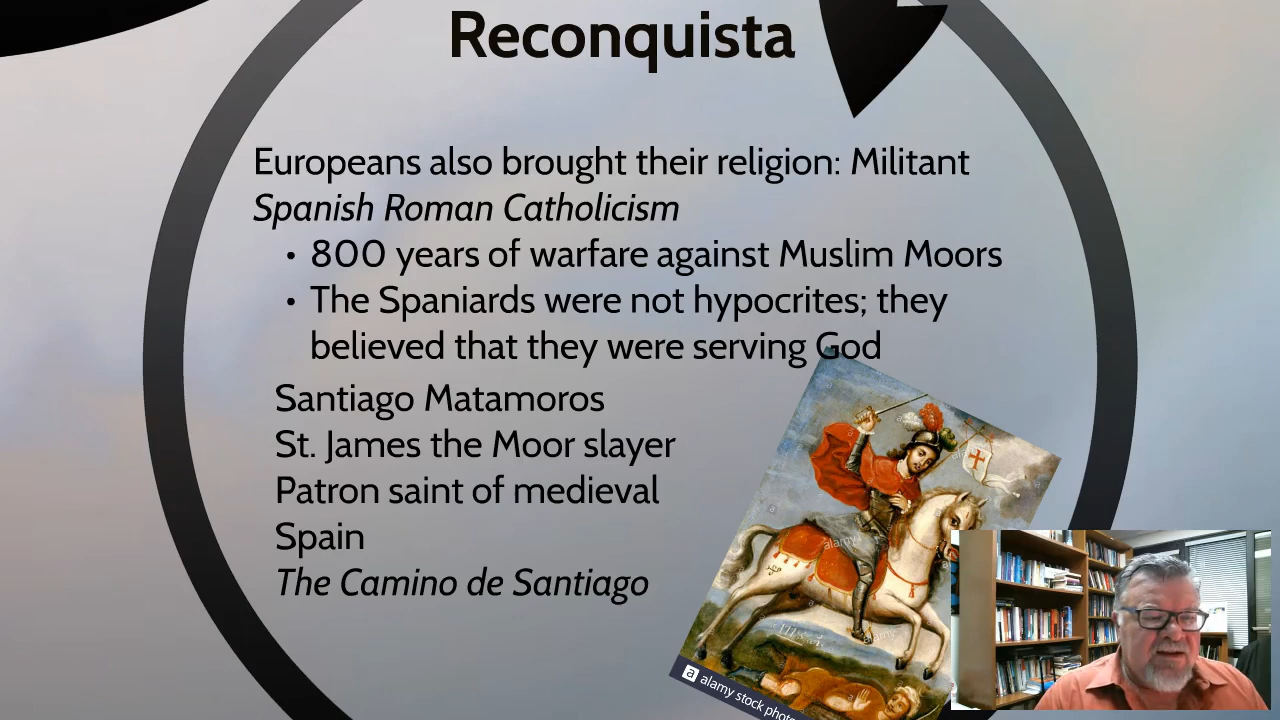 Reconquista
Europeans also brought their religion: Militant
Spanish Roman Catholicism
• 800 years of warfare against Muslim Moors
• The Spaniards were not hypocrites; they
believed that they were serving God
Santiago Matamoros
St. James the Moor slayer
Patron saint of medieval
Spain
The Camino de Santiago
alamy
alamy
a alamy stock photo